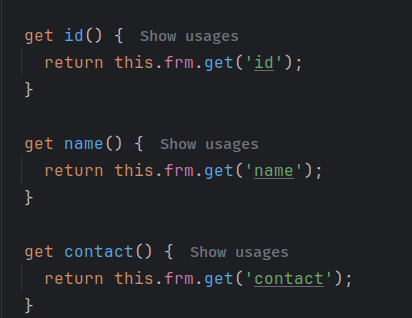 get id() { Show usages
return this.frm.get('id');
}
get name() { Show usages
return this.frm.get('name');
}
get contact() { Show usages
return this.frm.get('contact');
}